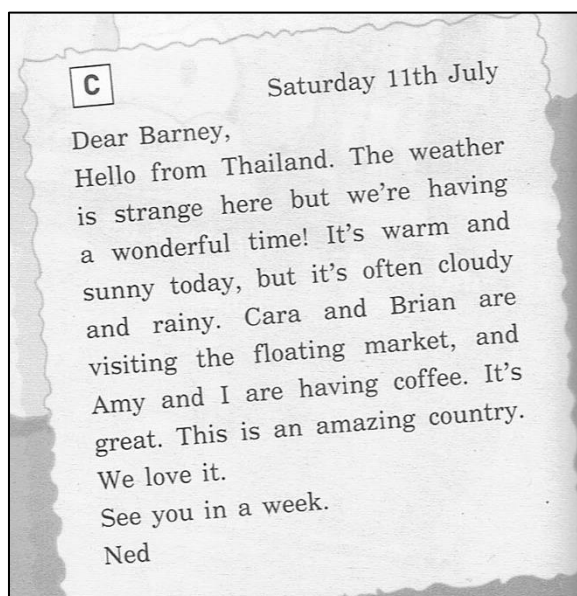 C
Saturday 11th July
Dear Barney,
Hello from Thailand. The weather
is strange here but we're having
a wonderful time! It's warm and
sunny today, but it's often cloudy
and rainy. Cara and Brian are
visiting the floating market, and
Amy and I are having coffee. It's
great. This is an amazing country.
We love it.
See you in a week.
Ned